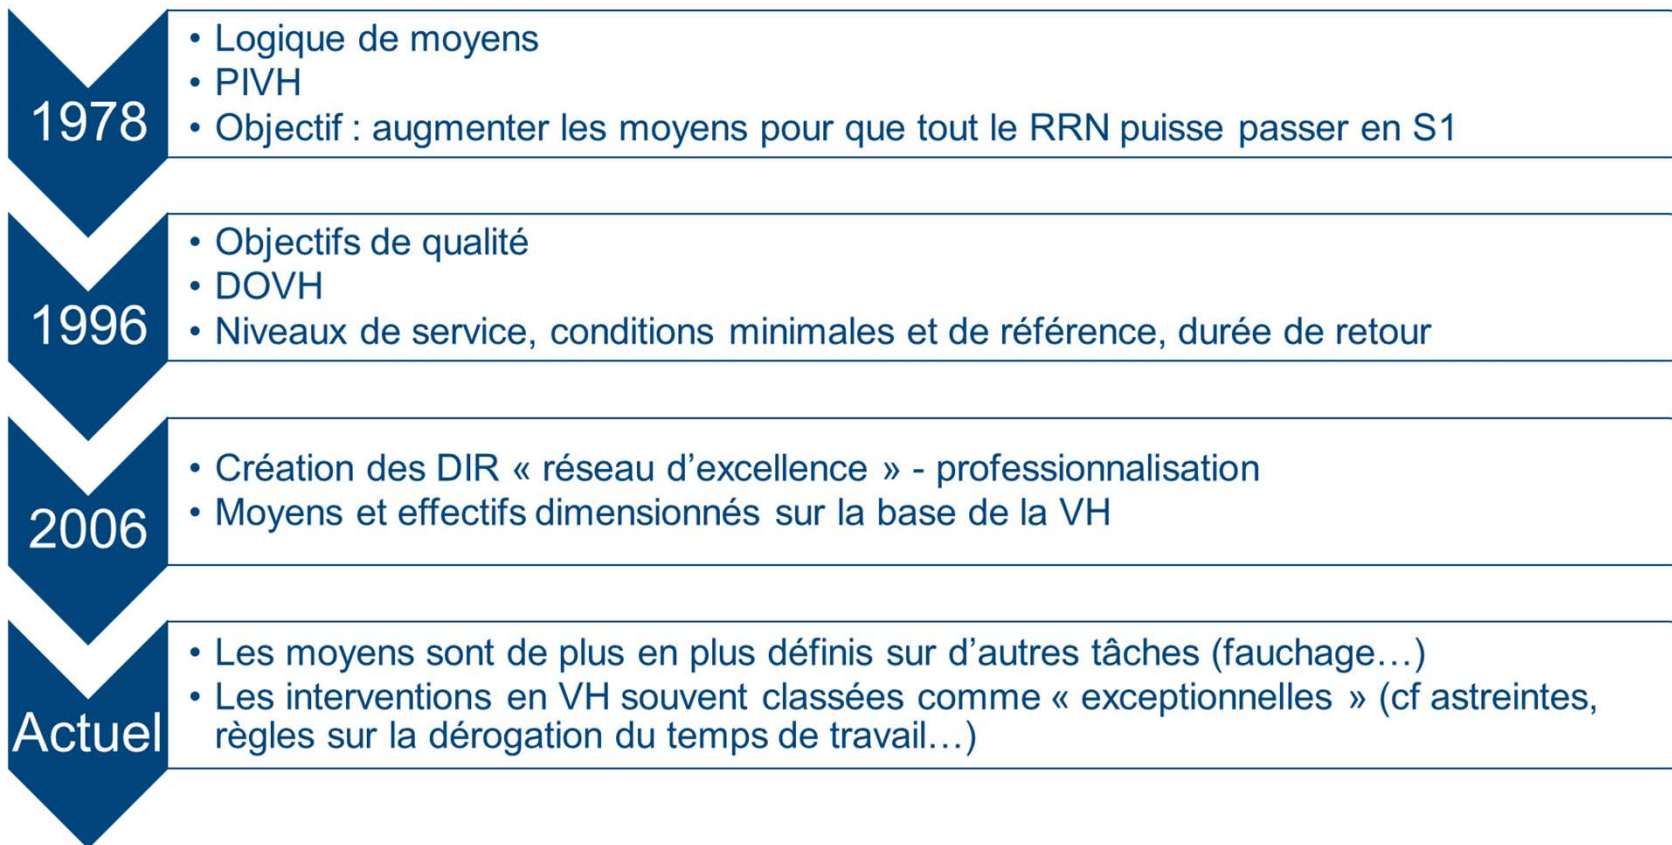 1978
• Logique de moyens
• PIVH
• Objectif : augmenter les moyens pour que tout le RRN puisse passer en S1
1996
• Objectifs de qualité
• DOVH
• Niveaux de service, conditions minimales et de référence, durée de retour
2006
• Création des DIR « réseau d’excellence » - professionnalisation
• Moyens et effectifs dimensionnés sur la base de la VH
Actuel
• Les moyens sont de plus en plus définis sur d’autres tâches (fauchage…)
• Les interventions en VH souvent classées comme « exceptionnelles » (cf astreintes,
règles sur la dérogation du temps de travail…)